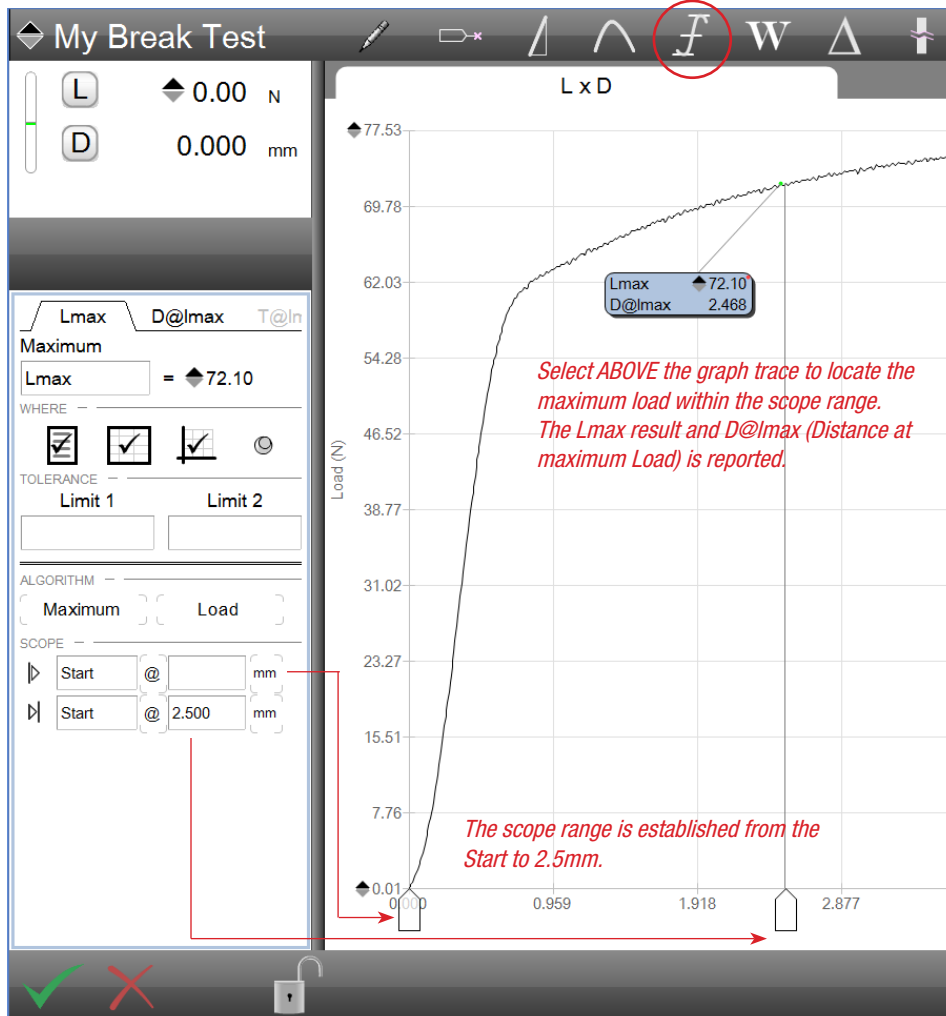 My Break Test
W
L 0.00 N
D 0.000 mm
Lmax D@lmax T@lm
Maximum
Lmax = 72.10
WHERE
TOLERANCE
Limit 1 Limit 2
ALGORITHM
Maximum Load
SCOPE
Start @ mm
Start @ 2.500 mm
L x D
77.53
69.78
62.03
54.28
46.52
38.77
31.02
23.27
15.51
7.76
0.01
Load (N)
0.000 0.959 1.918 2.877
Lmax 72.10
D@lmax 2.468
Select ABOVE the graph trace to locate the
maximum load within the scope range.
The Lmax result and D@lmax (Distance at
maximum Load) is reported.
The scope range is established from the
Start to 2.5mm.